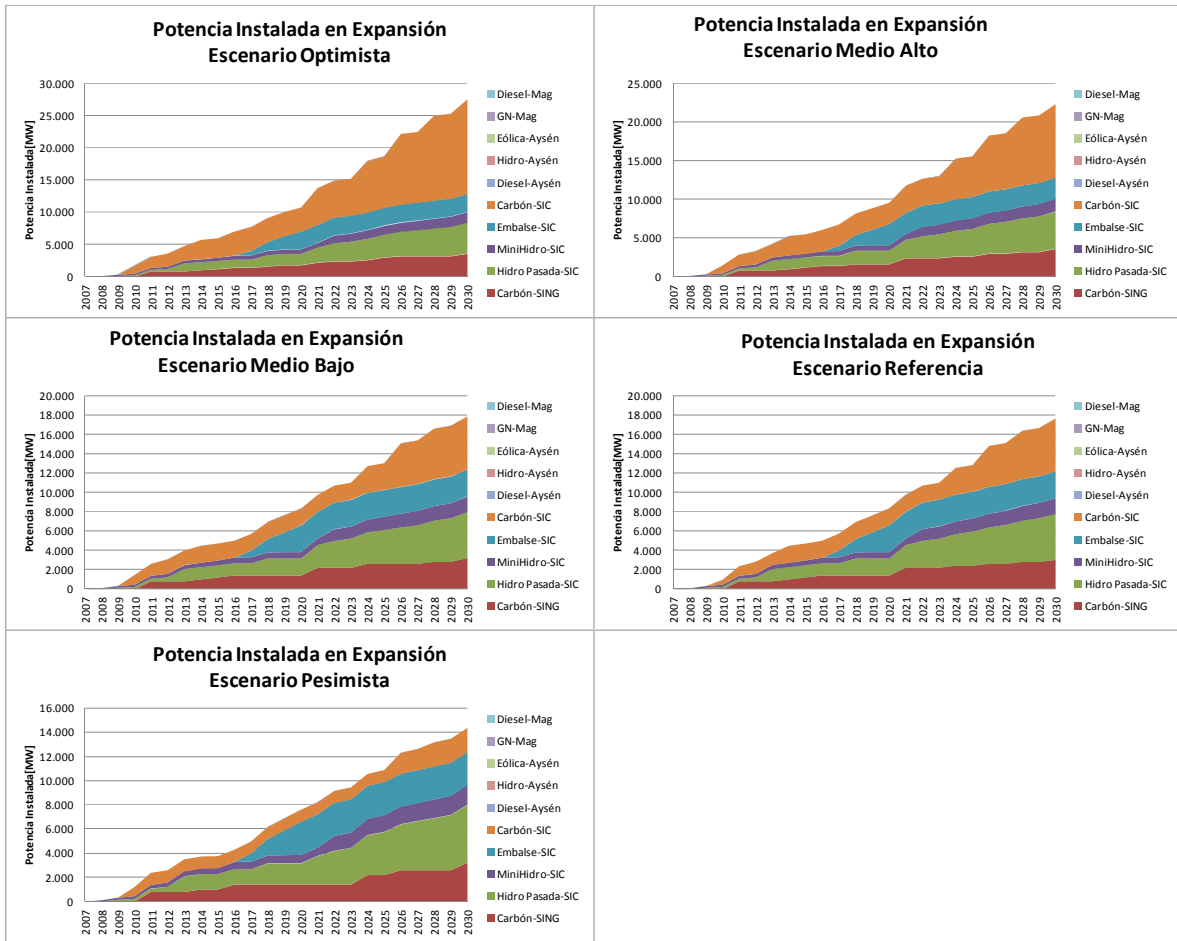 Potencia Instalada en Expansión
Escenario Optimista
Potencia Instalada[MW]
30.000
25.000
20.000
15.000
10.000
5.000
0
2007 2008 2009 2010 2011 2012 2013 2014 2015 2016 2017 2018 2019 2020 2021 2022 2023 2024 2025 2026 2027 2028 2029 2030
Diesel-Mag
GN-Mag
Eólica-Aysén
Hidro-Aysén
Diesel-Aysén
Carbón-SIC
Embalse-SIC
MiniHidro-SIC
Hidro Pasada-SIC
Carbón-SING
Potencia Instalada en Expansión
Escenario Medio Alto
Potencia Instalada[MW]
25.000
20.000
15.000
10.000
5.000
0
2007 2008 2009 2010 2011 2012 2013 2014 2015 2016 2017 2018 2019 2020 2021 2022 2023 2024 2025 2026 2027 2028 2029 2030
Diesel-Mag
GN-Mag
Eólica-Aysén
Hidro-Aysén
Diesel-Aysén
Carbón-SIC
Embalse-SIC
MiniHidro-SIC
Hidro Pasada-SIC
Carbón-SING
Potencia Instalada en Expansión
Escenario Medio Bajo
Potencia Instalada[MW]
20.000
18.000
16.000
14.000
12.000
10.000
8.000
6.000
4.000
2.000
0
2007 2008 2009 2010 2011 2012 2013 2014 2015 2016 2017 2018 2019 2020 2021 2022 2023 2024 2025 2026 2027 2028 2029 2030
Diesel-Mag
GN-Mag
Eólica-Aysén
Hidro-Aysén
Diesel-Aysén
Carbón-SIC
Embalse-SIC
MiniHidro-SIC
Hidro Pasada-SIC
Carbón-SING
Potencia Instalada en Expansión
Escenario Referencia
Potencia Instalada[MW]
20.000
18.000
16.000
14.000
12.000
10.000
8.000
6.000
4.000
2.000
0
2007 2008 2009 2010 2011 2012 2013 2014 2015 2016 2017 2018 2019 2020 2021 2022 2023 2024 2025 2026 2027 2028 2029 2030
Diesel-Mag
GN-Mag
Eólica-Aysén
Hidro-Aysén
Diesel-Aysén
Carbón-SIC
Embalse-SIC
MiniHidro-SIC
Hidro Pasada-SIC
Carbón-SING
Potencia Instalada en Expansión
Escenario Pesimista
Potencia Instalada[MW]
16.000
14.000
12.000
10.000
8.000
6.000
4.000
2.000
0
2007 2008 2009 2010 2011 2012 2013 2014 2015 2016 2017 2018 2019 2020 2021 2022 2023 2024 2025 2026 2027 2028 2029 2030
Diesel-Mag
GN-Mag
Eólica-Aysén
Hidro-Aysén
Diesel-Aysén
Carbón-SIC
Embalse-SIC
MiniHidro-SIC
Hidro Pasada-SIC
Carbón-SING